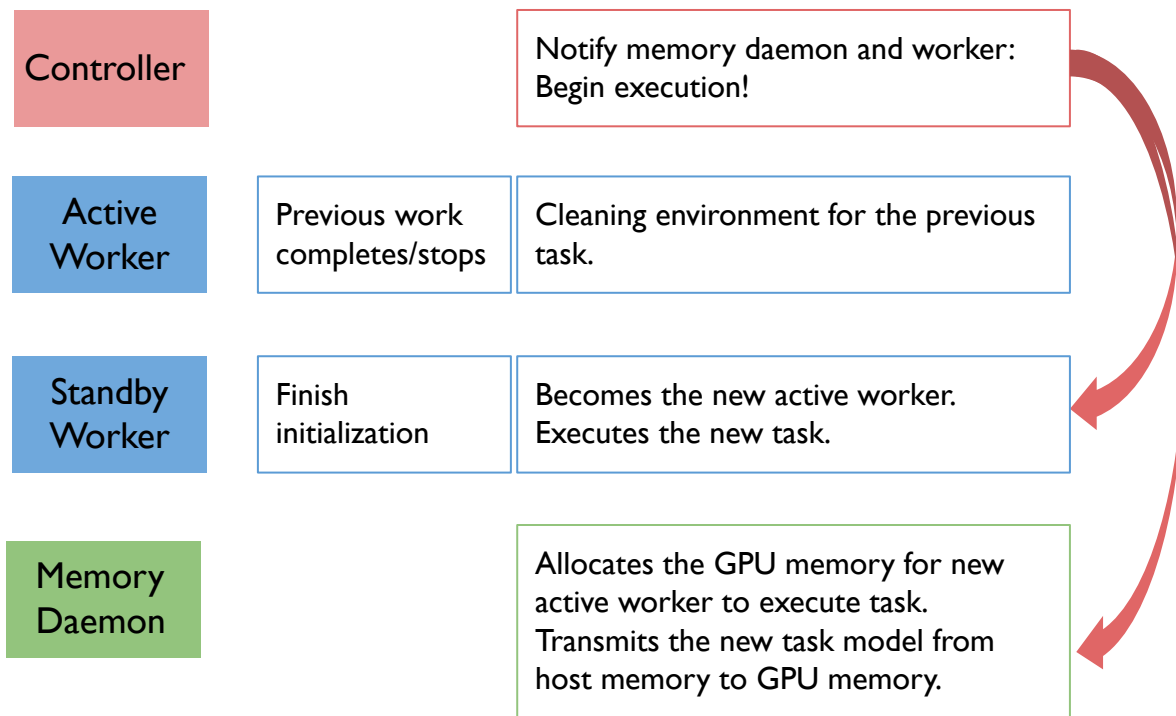 Controller
Notify memory daemon and worker:
Begin execution!
Active
Worker
Previous work
completes/stops
Cleaning environment for the previous
task.
Standby
Worker
Finish
initialization
Becomes the new active worker.
Executes the new task.
Memory
Daemon
Allocates the GPU memory for new
active worker to execute task.
Transmits the new task model from
host memory to GPU memory.